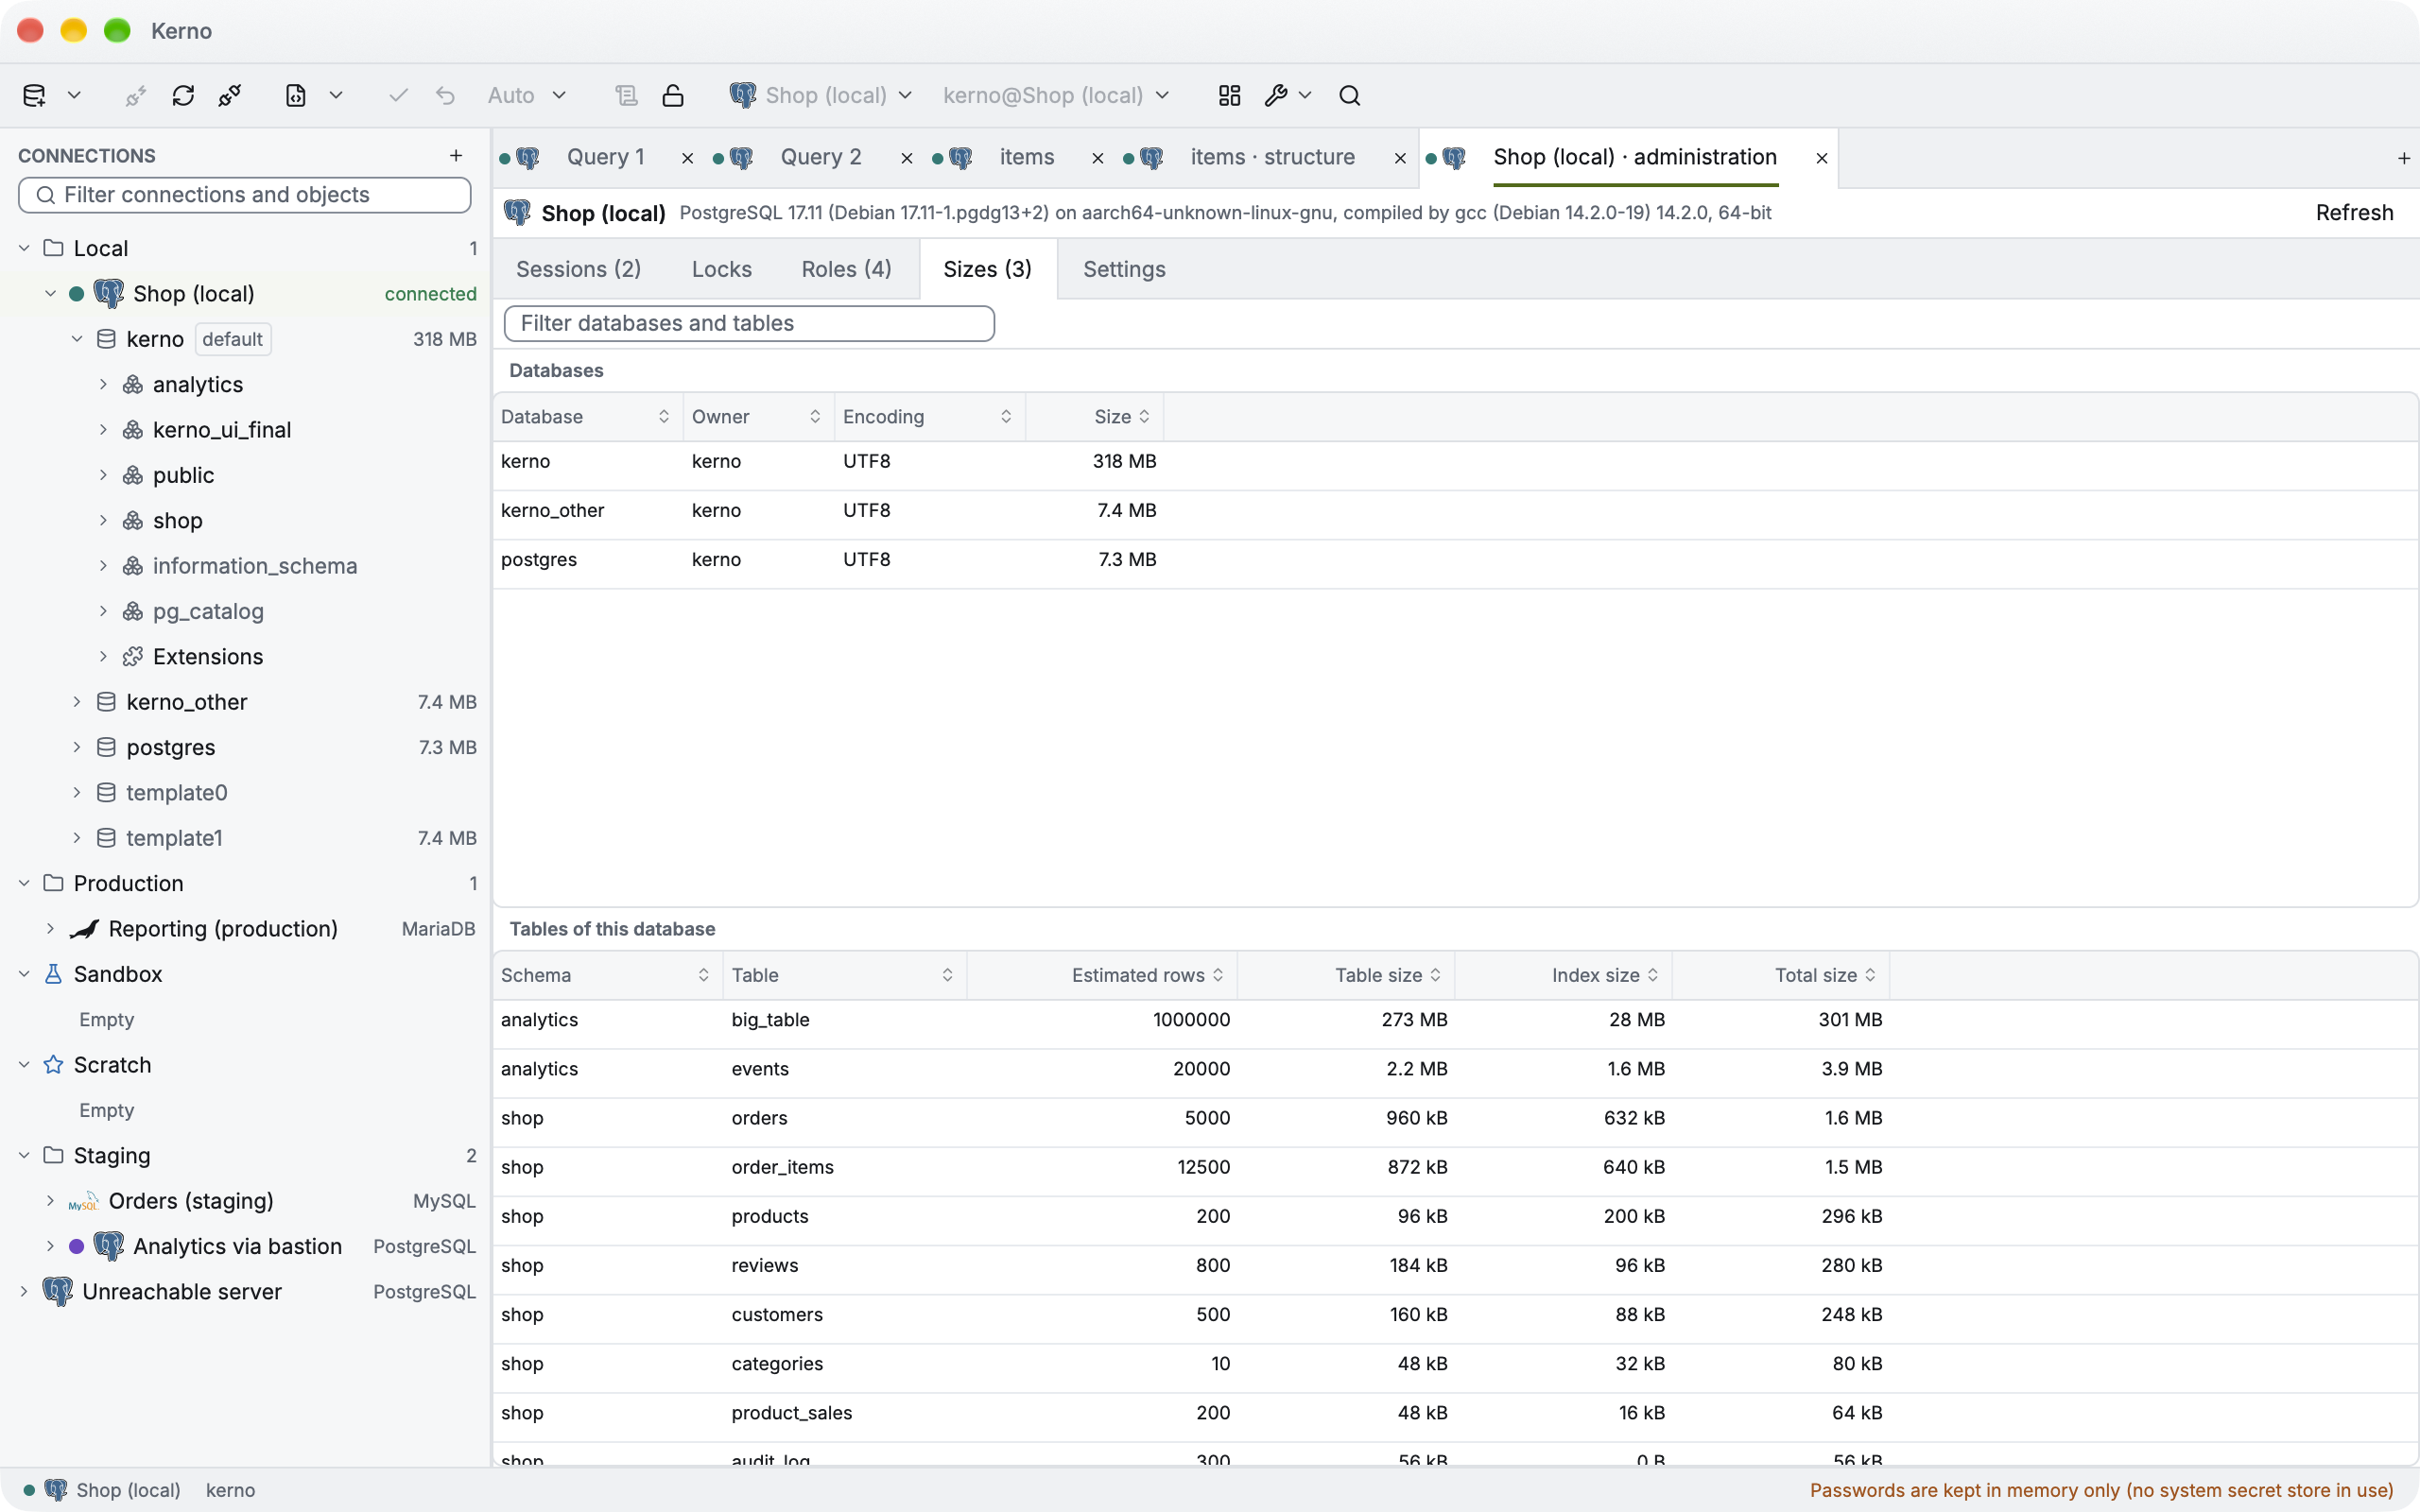 Kerno
Auto
Shop (local)
kerno@Shop (local)
CONNECTIONS
Filter connections and objects
Local 1
Shop (local) connected
kerno default 318 MB
analytics
kerno_ui_final
public
shop
information_schema
pg_catalog
Extensions
kerno_other 7.4 MB
postgres 7.3 MB
template0
template1 7.4 MB
Production 1
Reporting (production) MariaDB
Sandbox
Empty
Scratch
Empty
Staging 2
MySQL Orders (staging) MySQL
Analytics via bastion PostgreSQL
Unreachable server PostgreSQL
Query 1
Query 2
items
items · structure
Shop (local) · administration
Shop (local) PostgreSQL 17.11 (Debian 17.11-1.pgdg13+2) on aarch64-unknown-linux-gnu, compiled by gcc (Debian 14.2.0-19) 14.2.0, 64-bit Refresh
Sessions (2) Locks Roles (4) Sizes (3) Settings
Filter databases and tables
Databases
Database Owner Encoding Size
kerno kerno UTF8 318 MB
kerno_other kerno UTF8 7.4 MB
postgres kerno UTF8 7.3 MB
Tables of this database
Schema Table Estimated rows Table size Index size Total size
analytics big_table 1000000 273 MB 28 MB 301 MB
analytics events 20000 2.2 MB 1.6 MB 3.9 MB
shop orders 5000 960 kB 632 kB 1.6 MB
shop order_items 12500 872 kB 640 kB 1.5 MB
shop products 200 96 kB 200 kB 296 kB
shop reviews 800 184 kB 96 kB 280 kB
shop customers 500 160 kB 88 kB 248 kB
shop categories 10 48 kB 32 kB 80 kB
shop product_sales 200 48 kB 16 kB 64 kB
shop audit_log 300 56 kB 0 B 56 kB
Shop (local) kerno
Passwords are kept in memory only (no system secret store in use)